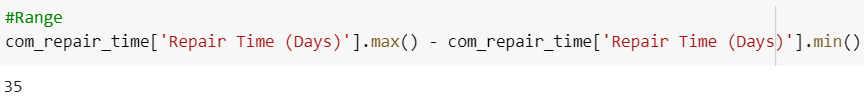 #Range
com_repair_time['Repair Time (Days)'].max() - com_repair_time['Repair Time (Days)'].min()
35